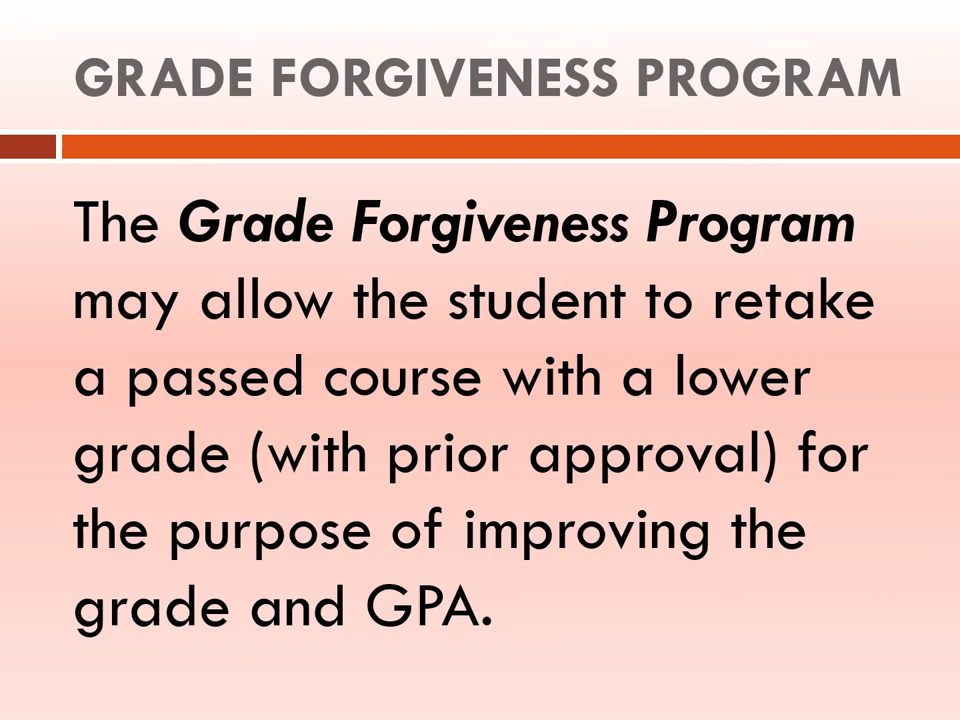 GRADE FORGIVENESS PROGRAM
The Grade Forgiveness Program
may allow the student to retake
a passed course with a lower
grade (with prior approval) for
the purpose of improving the
grade and GPA.